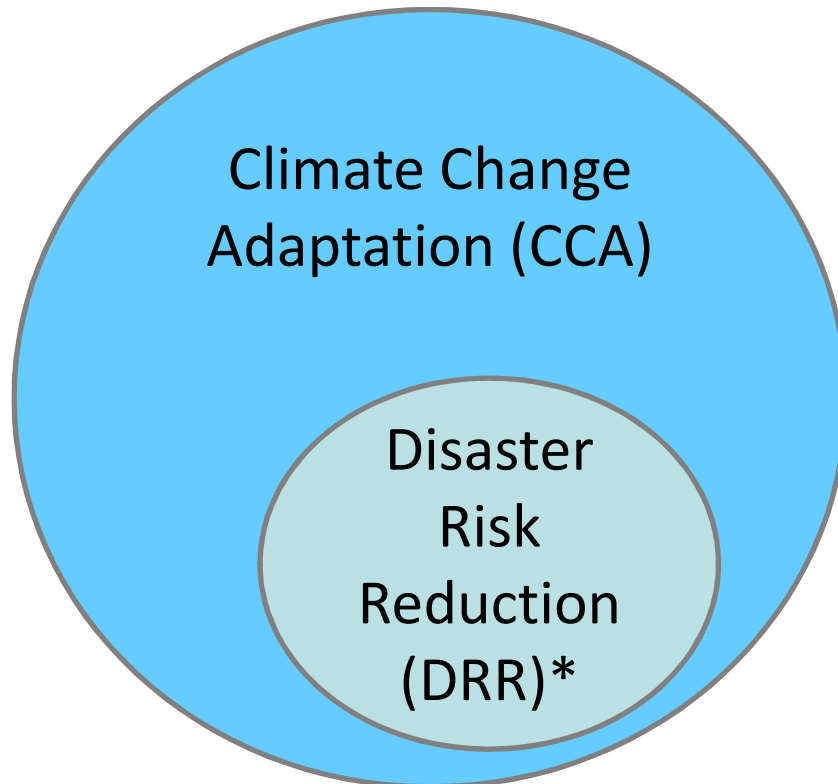 Climate Change
Adaptation (CCA)
Disaster
Risk
Reduction
(DRR)*